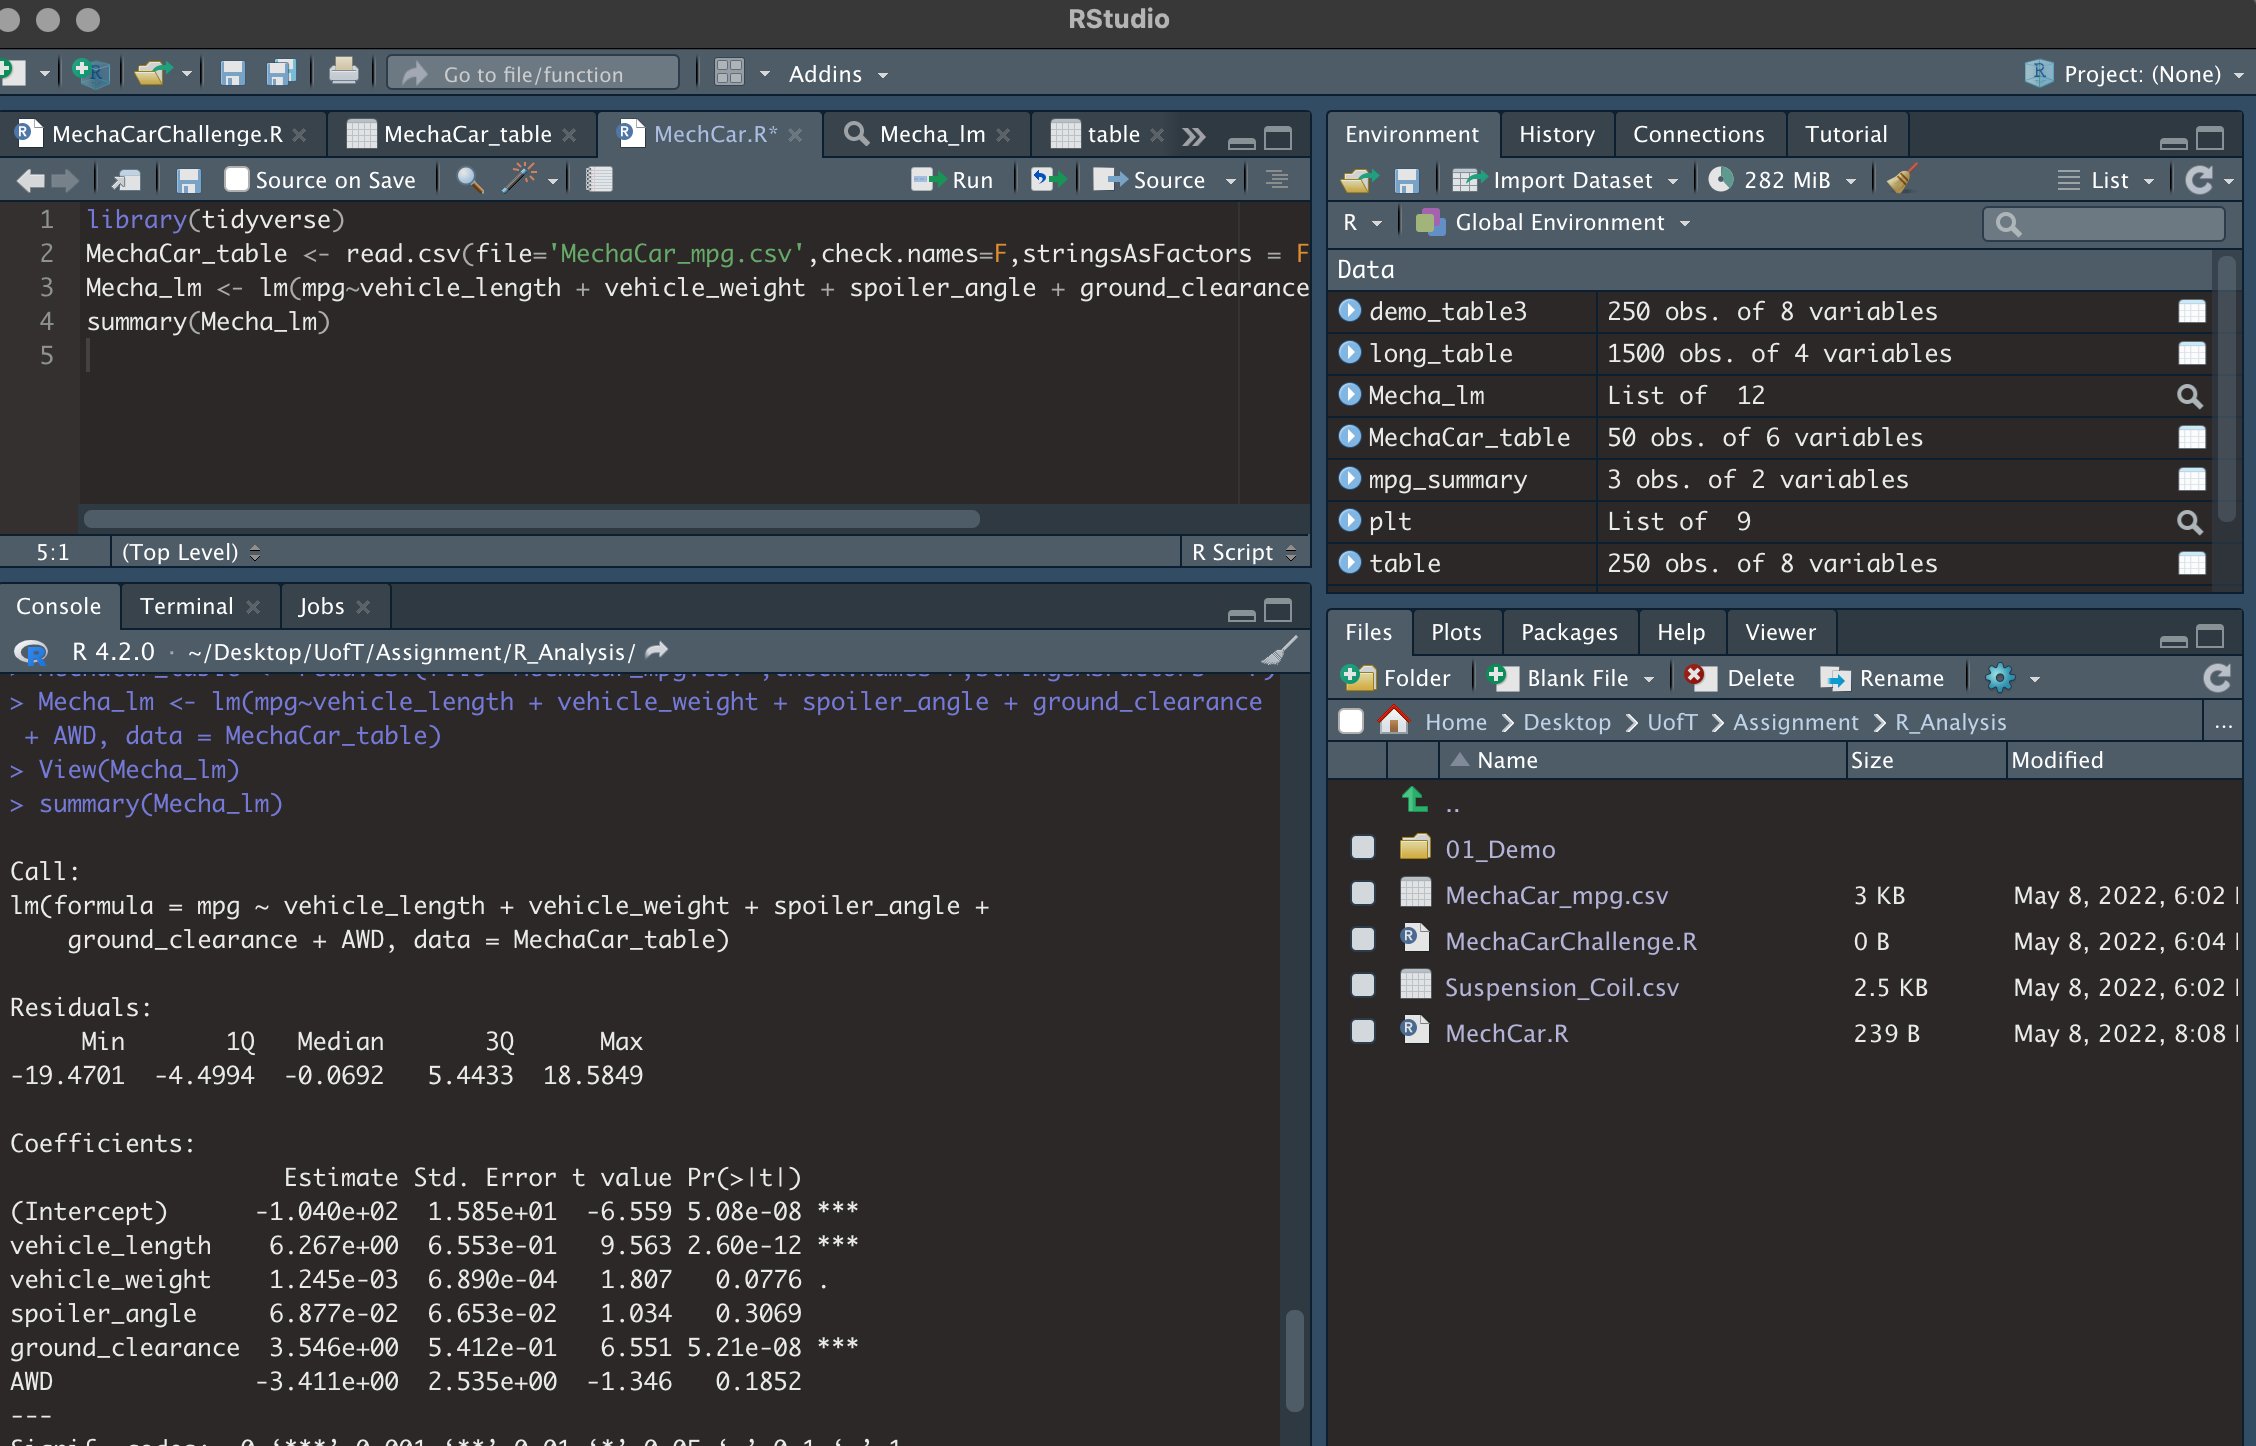 RStudio
Go to file/function
Addins
Project: (None)
MechaCarChallenge.R
MechaCar_table
MechCar.R*
Mecha_lm
table
Source on Save
Run
Source
1 library(tidyverse)
2 MechaCar_table <- read.csv(file='MechaCar_mpg.csv',check.names=F,stringsAsFactors = F
3 Mecha_lm <- lm(mpg~vehicle_length + vehicle_weight + spoiler_angle + ground_clearance
4 summary(Mecha_lm)
5
5:1 (Top Level) R Script
Console Terminal Jobs
R 4.2.0 · ~/Desktop/UofT/Assignment/R_Analysis/
> Mecha_lm <- lm(mpg~vehicle_length + vehicle_weight + spoiler_angle + ground_clearance
+ AWD, data = MechaCar_table)
> View(Mecha_lm)
> summary(Mecha_lm)
Call:
lm(formula = mpg ~ vehicle_length + vehicle_weight + spoiler_angle +
ground_clearance + AWD, data = MechaCar_table)
Residuals:
Min 1Q Median 3Q Max
-19.4701 -4.4994 -0.0692 5.4433 18.5849
Coefficients:
Estimate Std. Error t value Pr(>|t|)
(Intercept) -1.040e+02 1.585e+01 -6.559 5.08e-08 ***
vehicle_length 6.267e+00 6.553e-01 9.563 2.60e-12 ***
vehicle_weight 1.245e-03 6.890e-04 1.807 0.0776 .
spoiler_angle 6.877e-02 6.653e-02 1.034 0.3069
ground_clearance 3.546e+00 5.412e-01 6.551 5.21e-08 ***
AWD -3.411e+00 2.535e+00 -1.346 0.1852
---
Environment History Connections Tutorial
Import Dataset 282 MiB List
R Global Environment
Data
demo_table3 250 obs. of 8 variables
long_table 1500 obs. of 4 variables
Mecha_lm List of 12
MechaCar_table 50 obs. of 6 variables
mpg_summary 3 obs. of 2 variables
plt List of 9
table 250 obs. of 8 variables
Files Plots Packages Help Viewer
Folder Blank File Delete Rename
Home Desktop UofT Assignment R_Analysis ...
Name Size Modified
..
01_Demo
MechaCar_mpg.csv 3 KB May 8, 2022, 6:02
MechaCarChallenge.R 0 B May 8, 2022, 6:04
Suspension_Coil.csv 2.5 KB May 8, 2022, 6:02
MechCar.R 239 B May 8, 2022, 8:08